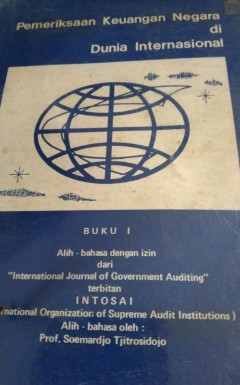 Pemeriksaan Keuangan Negara
di
Dunia Internasional
BUKU I
Alih - bahasa dengan izin
dari
"International Journal of Government Auditing"
terbitan
INTOSAI
national Organization of Supreme Audit Institutions )
Alih - bahasa oleh :
Prof. Soemardjo Tjitrosidojo